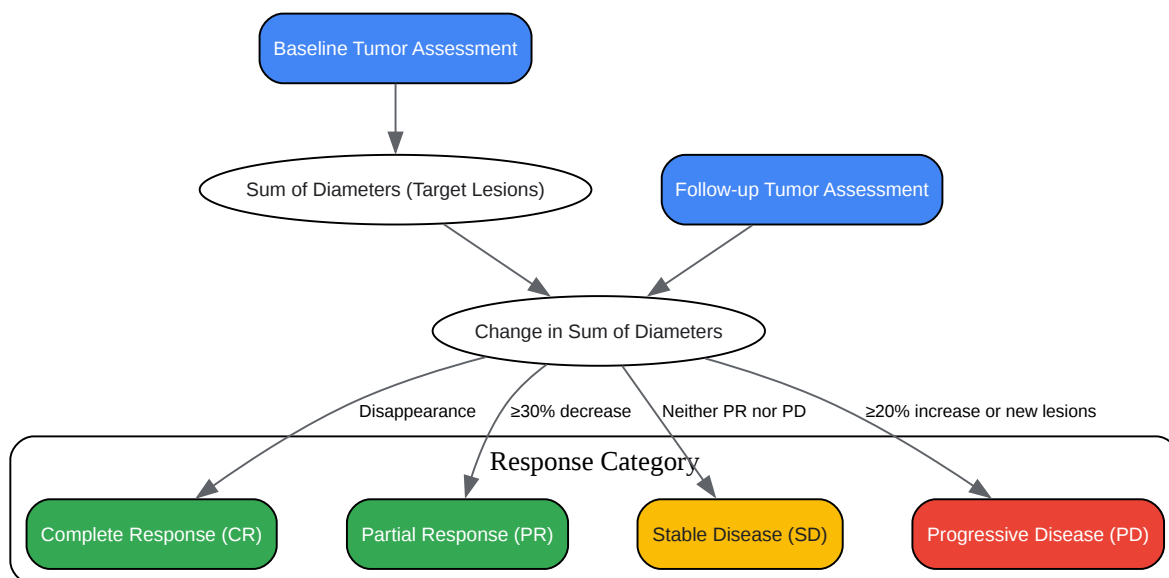 Baseline Tumor Assessment
Sum of Diameters (Target Lesions)
Follow-up Tumor Assessment
Change in Sum of Diameters
Disappearance
≥30% decrease
Neither PR nor PD
≥20% increase or new lesions
Response Category
Complete Response (CR)
Partial Response (PR)
Stable Disease (SD)
Progressive Disease (PD)